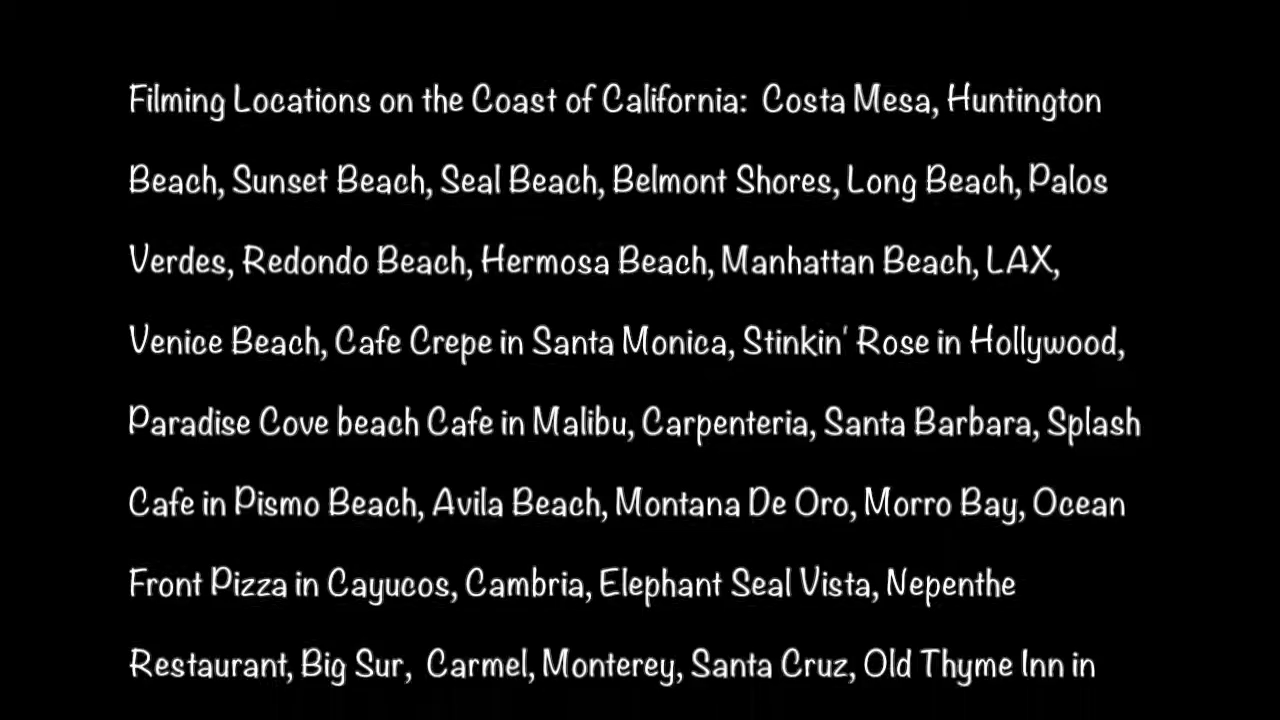 Filming Locations on the Coast of California:  Costa Mesa, Huntington
Beach, Sunset Beach, Seal Beach, Belmont Shores, Long Beach, Palos
Verdes, Redondo Beach, Hermosa Beach, Manhattan Beach, LAX,
Venice Beach, Cafe Crepe in Santa Monica, Stinkin' Rose in Hollywood,
Paradise Cove beach Cafe in Malibu, Carpenteria, Santa Barbara, Splash
Cafe in Pismo Beach, Avila Beach, Montana De Oro, Morro Bay, Ocean
Front Pizza in Cayucos, Cambria, Elephant Seal Vista, Nepenthe
Restaurant, Big Sur,  Carmel, Monterey, Santa Cruz, Old Thyme Inn in